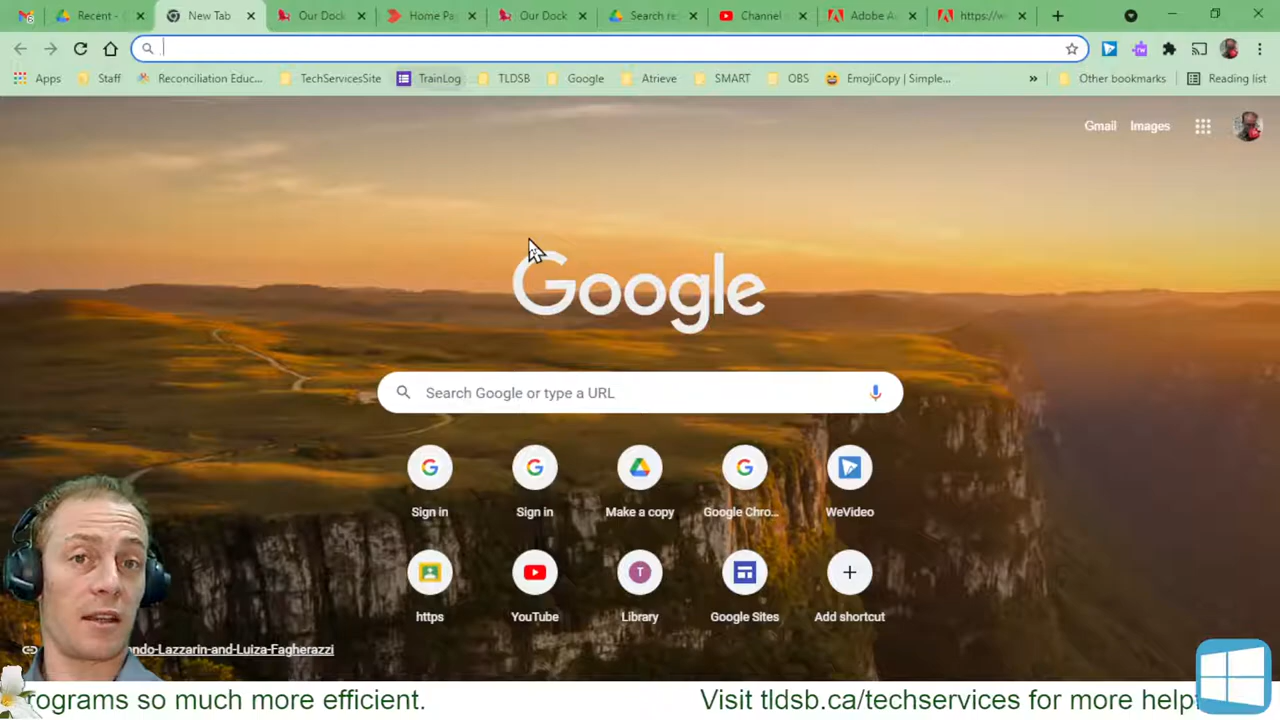 Recent -
New Tab
Our Dock
Home Pa
Our Dock
Search re
Channel
Adobe A
https://w
Apps
Staff
Reconciliation Educ...
TechServicesSite
TrainLog
TLDSB
Google
Atrieve
SMART
OBS
EmojiCopy | Simple...
»
Other bookmarks
Reading list
Gmail
Images
Google
Search Google or type a URL
Sign in
Sign in
Make a copy
Google Chro...
WeVideo
https
YouTube
T
Library
Google Sites
Add shortcut
ndo-Lazzarin-and-Luiza-Fagherazzi
rograms so much more efficient.
Visit tldsb.ca/techservices for more help